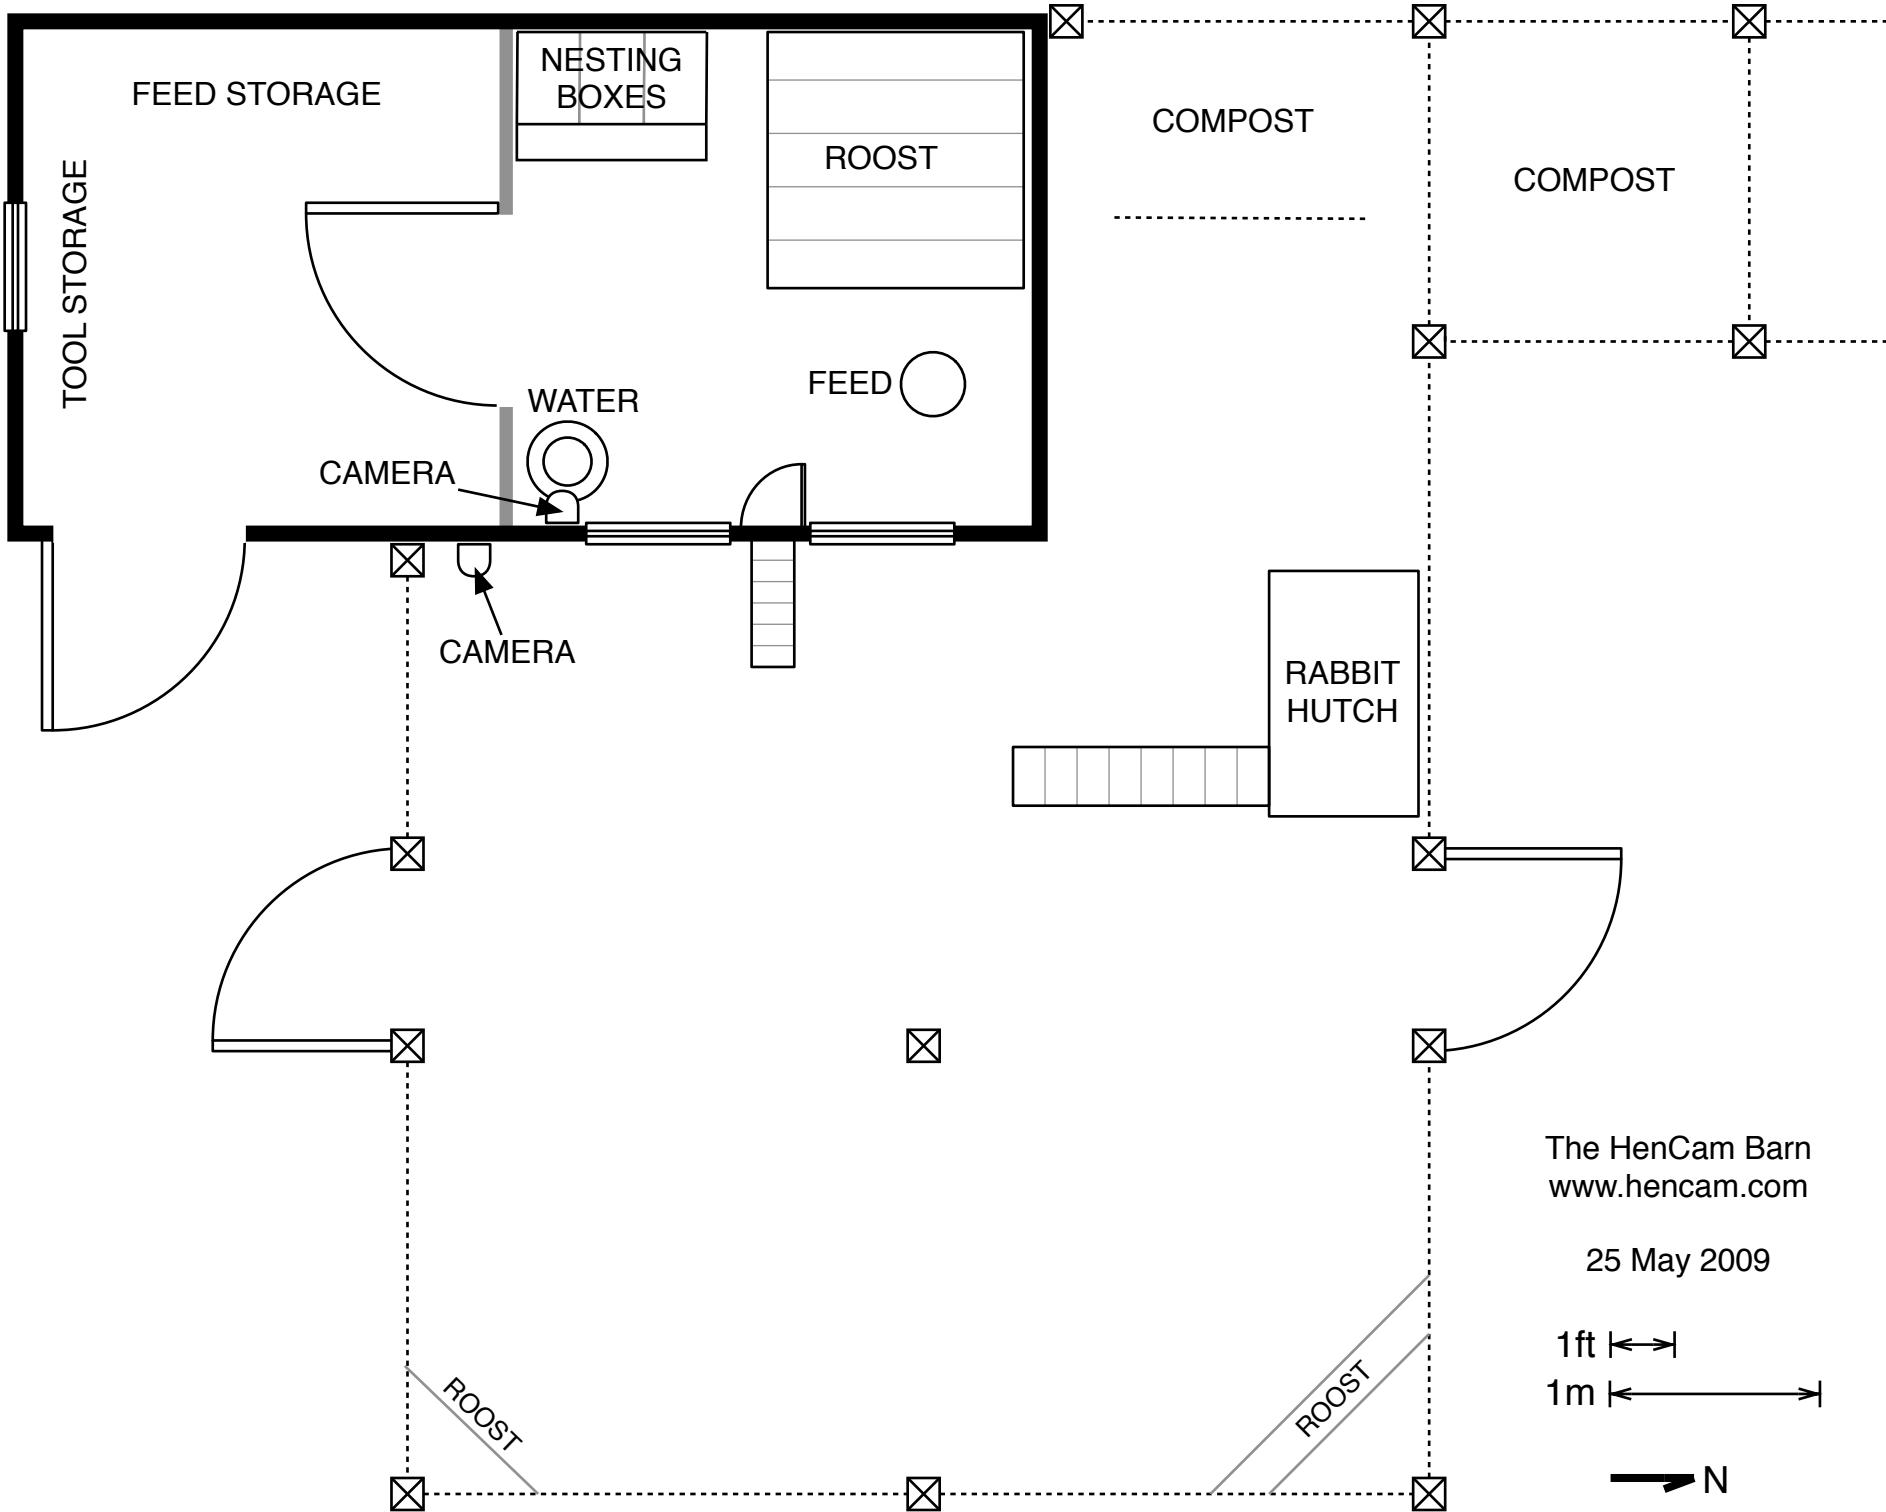 FEED STORAGE
TOOL STORAGE
NESTING
BOXES
ROOST
COMPOST
COMPOST
FEED
WATER
CAMERA
CAMERA
RABBIT
HUTCH
The HenCam Barn
www.hencam.com
25 May 2009
1ft
1m
ROOST
ROOST
N